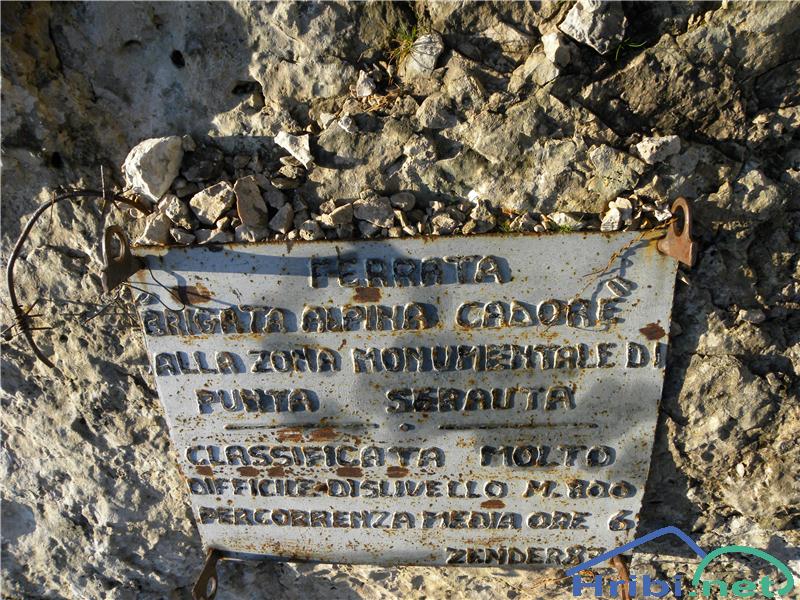 FERRATA
"BRIGATA ALPINA CADORE"
ALLA ZONA MONUMENTALE DI
PUNTA SERAUTA
CLASSIFICATA MOLTO
DIFFICILE-DISLIVELLO M. 800
PERCORRENZA MEDIA ORE 6
ZENDER
Hribi.net